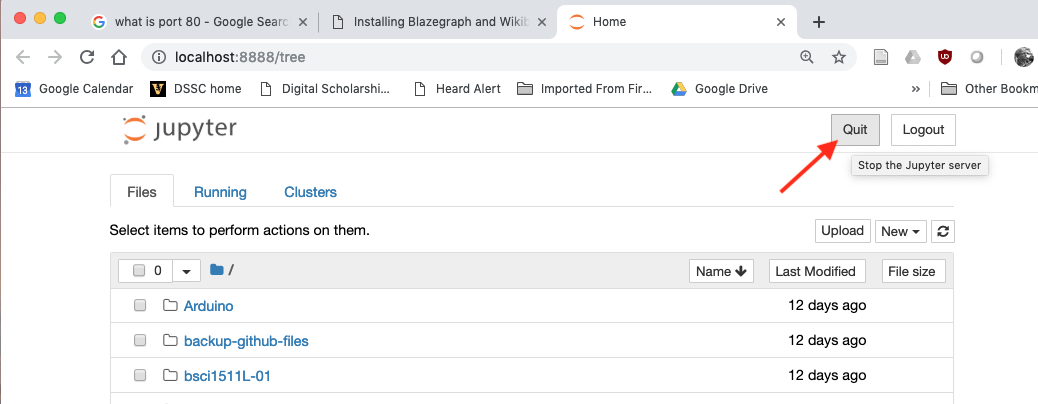 what is port 80 - Google Searc
Installing Blazegraph and Wikib
Home
localhost:8888/tree
13 Google Calendar
DSSC home
Digital Scholarshi...
Heard Alert
Imported From Fir...
Google Drive
»
Other Bookm
jupyter
Quit
Logout
Stop the Jupyter server
Files
Running
Clusters
Select items to perform actions on them.
Upload
New
0
/
Name
Last Modified
File size
Arduino
12 days ago
backup-github-files
12 days ago
bsci1511L-01
12 days ago